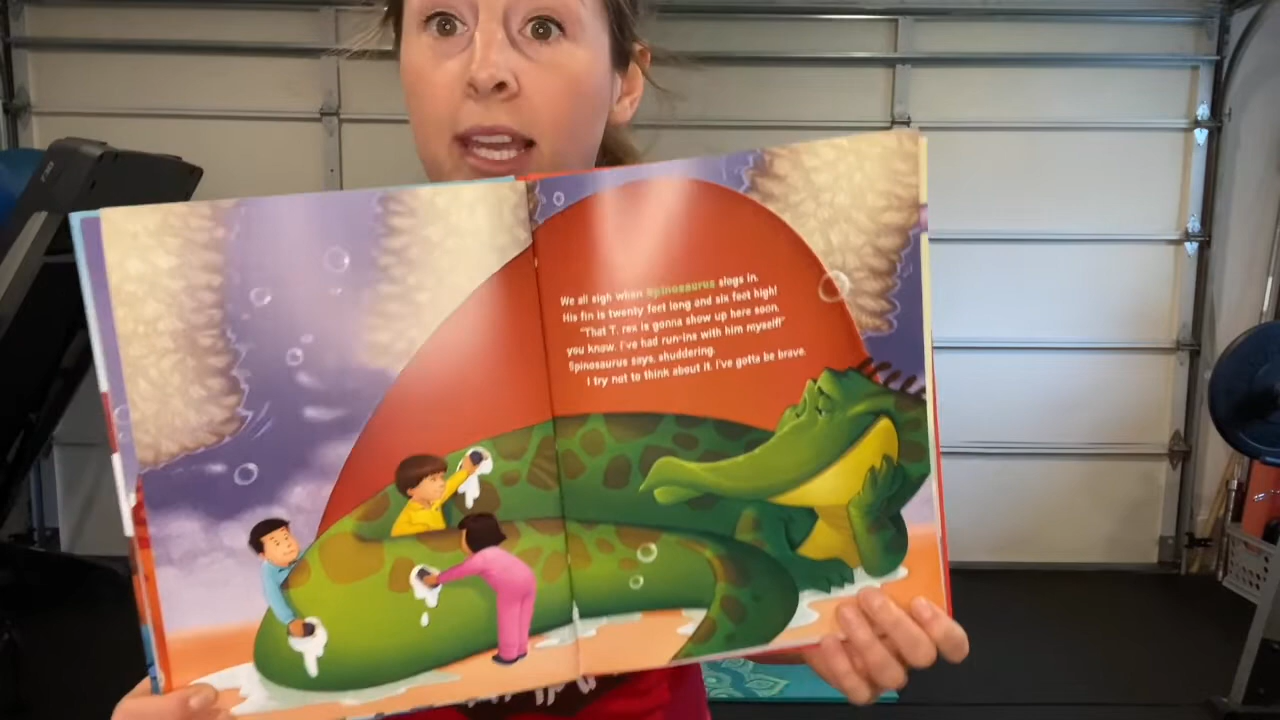 We all sigh when Spinosaurus slogs in.
His fin is twenty feet long and six feet high!
"That T. rex is gonna show up here soon,
you know. I've had run-ins with him myself!"
Spinosaurus says, shuddering.
I try not to think about it. I've gotta be brave.